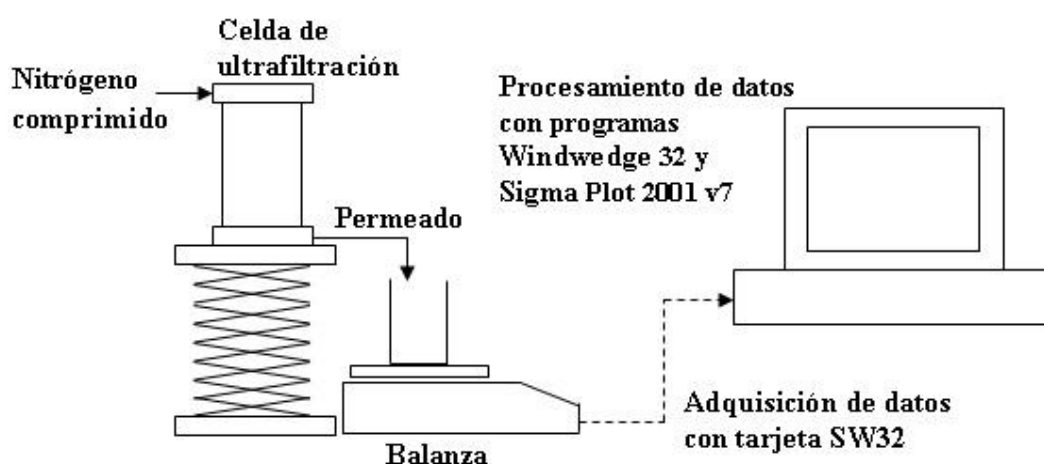 Celda de
ultrafiltración
Nitrógeno
comprimido
Procesamiento de datos
con programas
Windwedge 32 y
Sigma Plot 2001 v7
Permeado
Adquisición de datos
con tarjeta SW32
Balanza